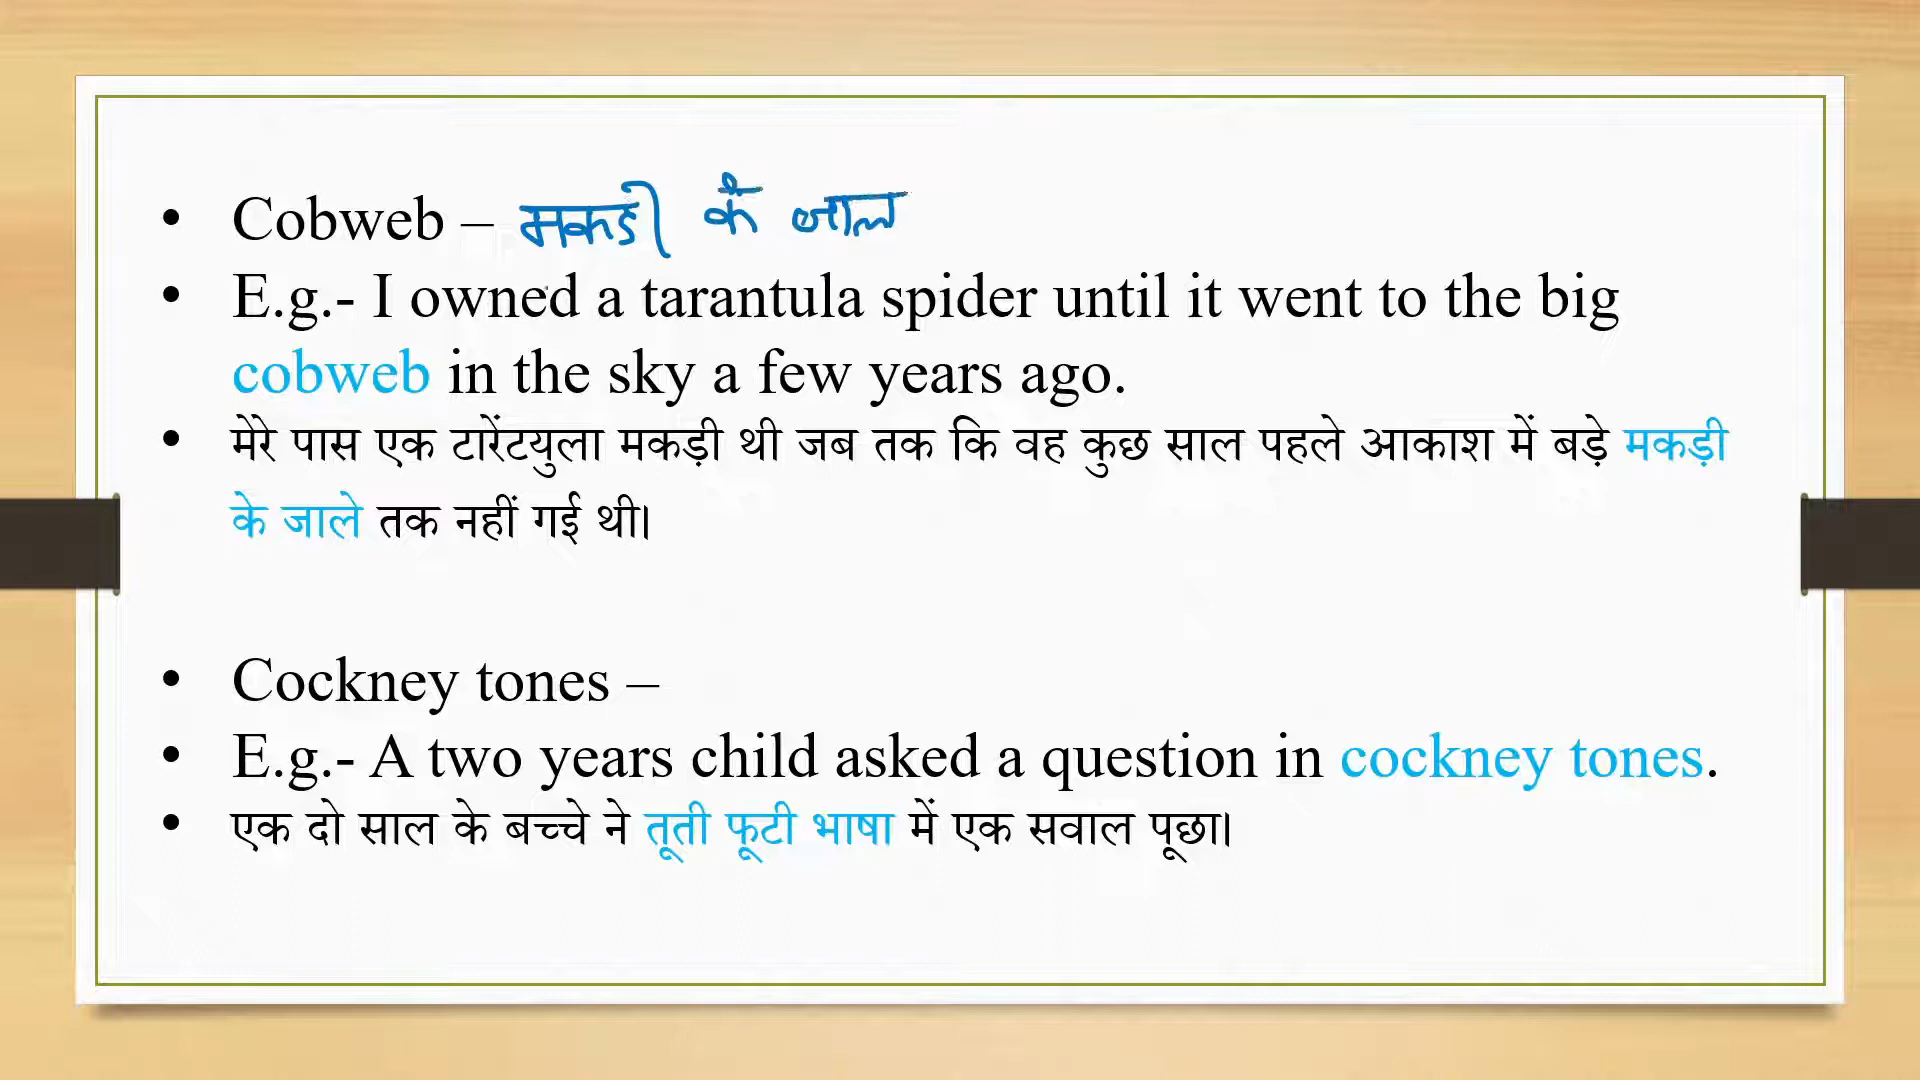 • Cobweb – मकडी के जाल
• E.g.- I owned a tarantula spider until it went to the big
cobweb in the sky a few years ago.
• मेरे पास एक टारेंटयुला मकड़ी थी जब तक कि वह कुछ साल पहले आकाश में बड़े मकड़ी
के जाले तक नहीं गई थी।
• Cockney tones –
• E.g.- A two years child asked a question in cockney tones.
• एक दो साल के बच्चे ने तूती फूटी भाषा में एक सवाल पूछा।